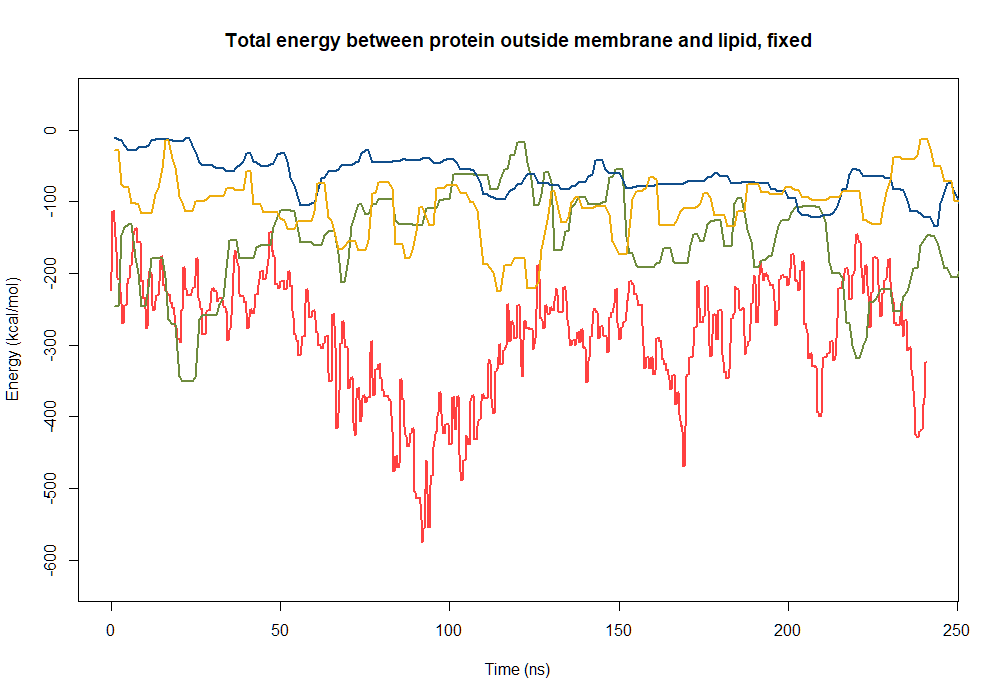 Total energy between protein outside membrane and lipid, fixed
Energy (kcal/mol)
0
-100
-200
-300
-400
-500
-600
0 50 100 150 200 250
Time (ns)